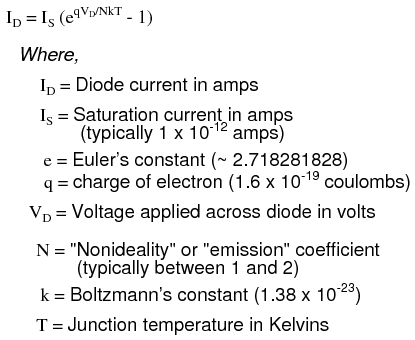 I_D = I_S (e^{qV_D/NkT} - 1)
Where,
I_D = Diode current in amps
I_S = Saturation current in amps
(typically 1 x 10^{-12} amps)
e = Euler's constant (~ 2.718281828)
q = charge of electron (1.6 x 10^{-19} coulombs)
V_D = Voltage applied across diode in volts
N = "Nonideality" or "emission" coefficient
(typically between 1 and 2)
k = Boltzmann's constant (1.38 x 10^{-23})
T = Junction temperature in Kelvins